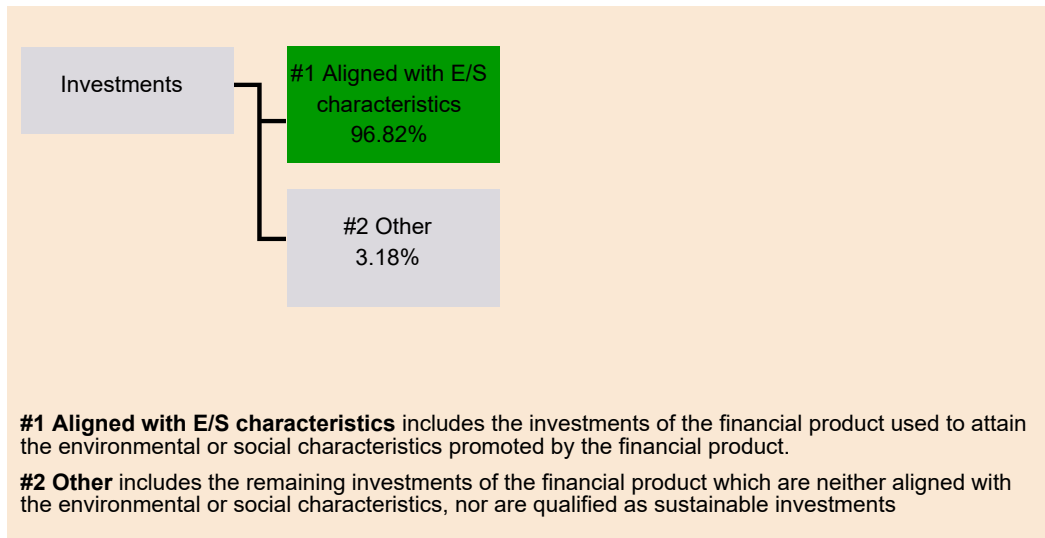 Investments
#1 Aligned with E/S
characteristics
96.82%
#2 Other
3.18%
#1 Aligned with E/S characteristics includes the investments of the financial product used to attain
the environmental or social characteristics promoted by the financial product.
#2 Other includes the remaining investments of the financial product which are neither aligned with
the environmental or social characteristics, nor are qualified as sustainable investments